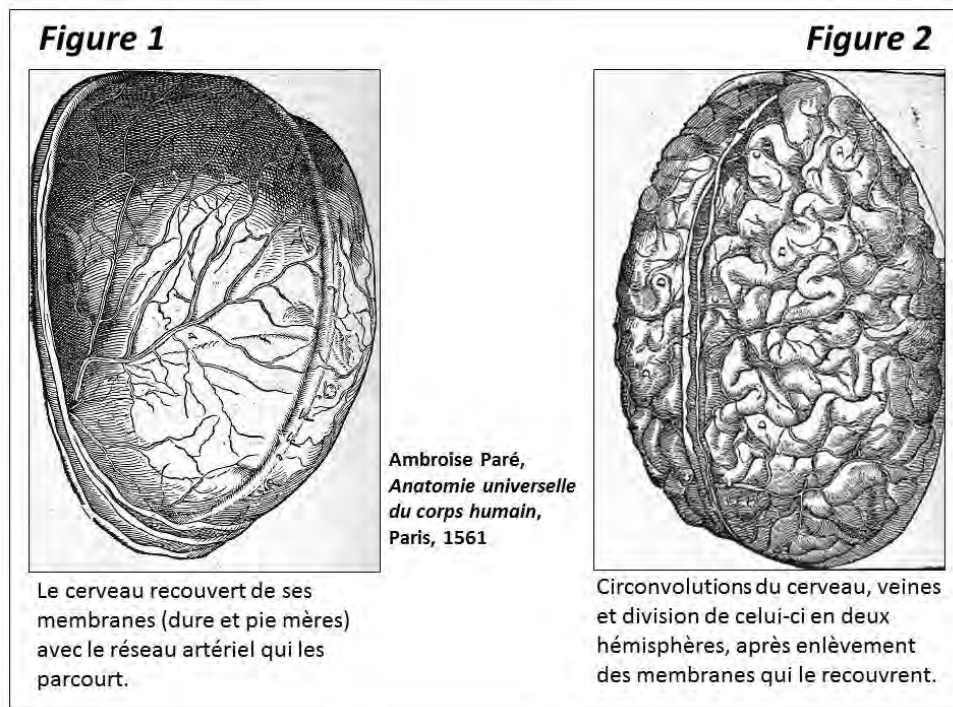 Figure 1
Figure 2
Ambroise Paré,
Anatomie universelle
du corps humain,
Paris, 1561
Le cerveau recouvert de ses
membranes (dure et pie mères)
avec le réseau artériel qui les
parcourt.
Circonvolutions du cerveau, veines
et division de celui-ci en deux
hémisphères, après enlèvement
des membranes qui le recouvrent.